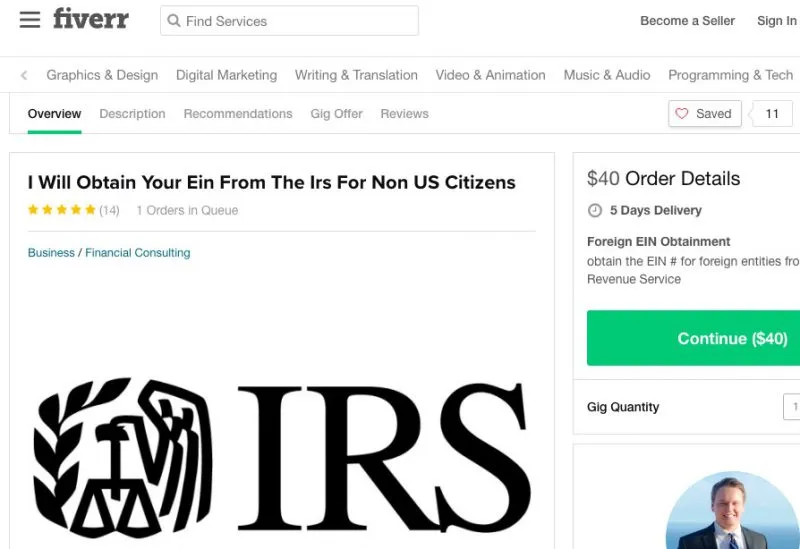 fiverr
Find Services
Become a Seller
Sign In
Graphics & Design
Digital Marketing
Writing & Translation
Video & Animation
Music & Audio
Programming & Tech
Overview
Description
Recommendations
Gig Offer
Reviews
Saved
11
I Will Obtain Your Ein From The Irs For Non US Citizens
(14)
1 Orders in Queue
Business / Financial Consulting
IRS
$40 Order Details
5 Days Delivery
Foreign EIN Obtainment
obtain the EIN # for foreign entities fro
Revenue Service
Continue ($40)
Gig Quantity
1